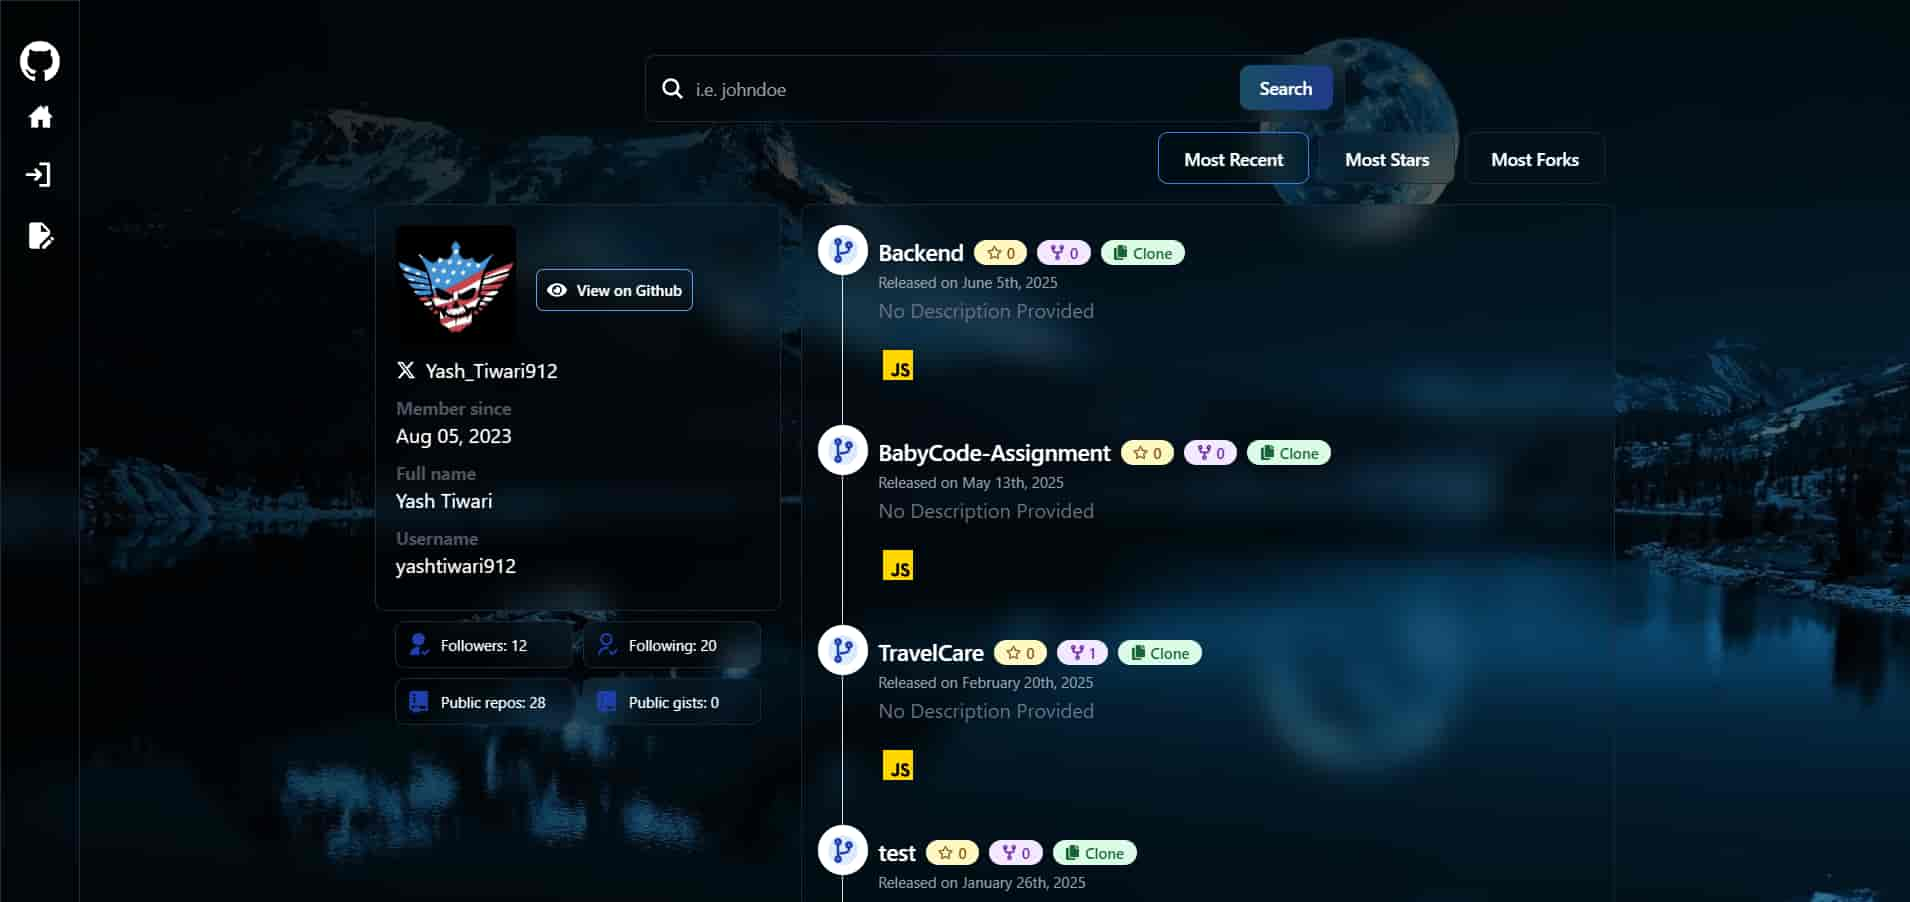 i.e. johndoe
Search
Most Recent
Most Stars
Most Forks
View on Github
Yash_Tiwari912
Member since
Aug 05, 2023
Full name
Yash Tiwari
Username
yashtiwari912
Followers: 12
Following: 20
Public repos: 28
Public gists: 0
Backend 0 0 Clone
Released on June 5th, 2025
No Description Provided
JS
BabyCode-Assignment 0 0 Clone
Released on May 13th, 2025
No Description Provided
JS
TravelCare 0 1 Clone
Released on February 20th, 2025
No Description Provided
JS
test 0 0 Clone
Released on January 26th, 2025